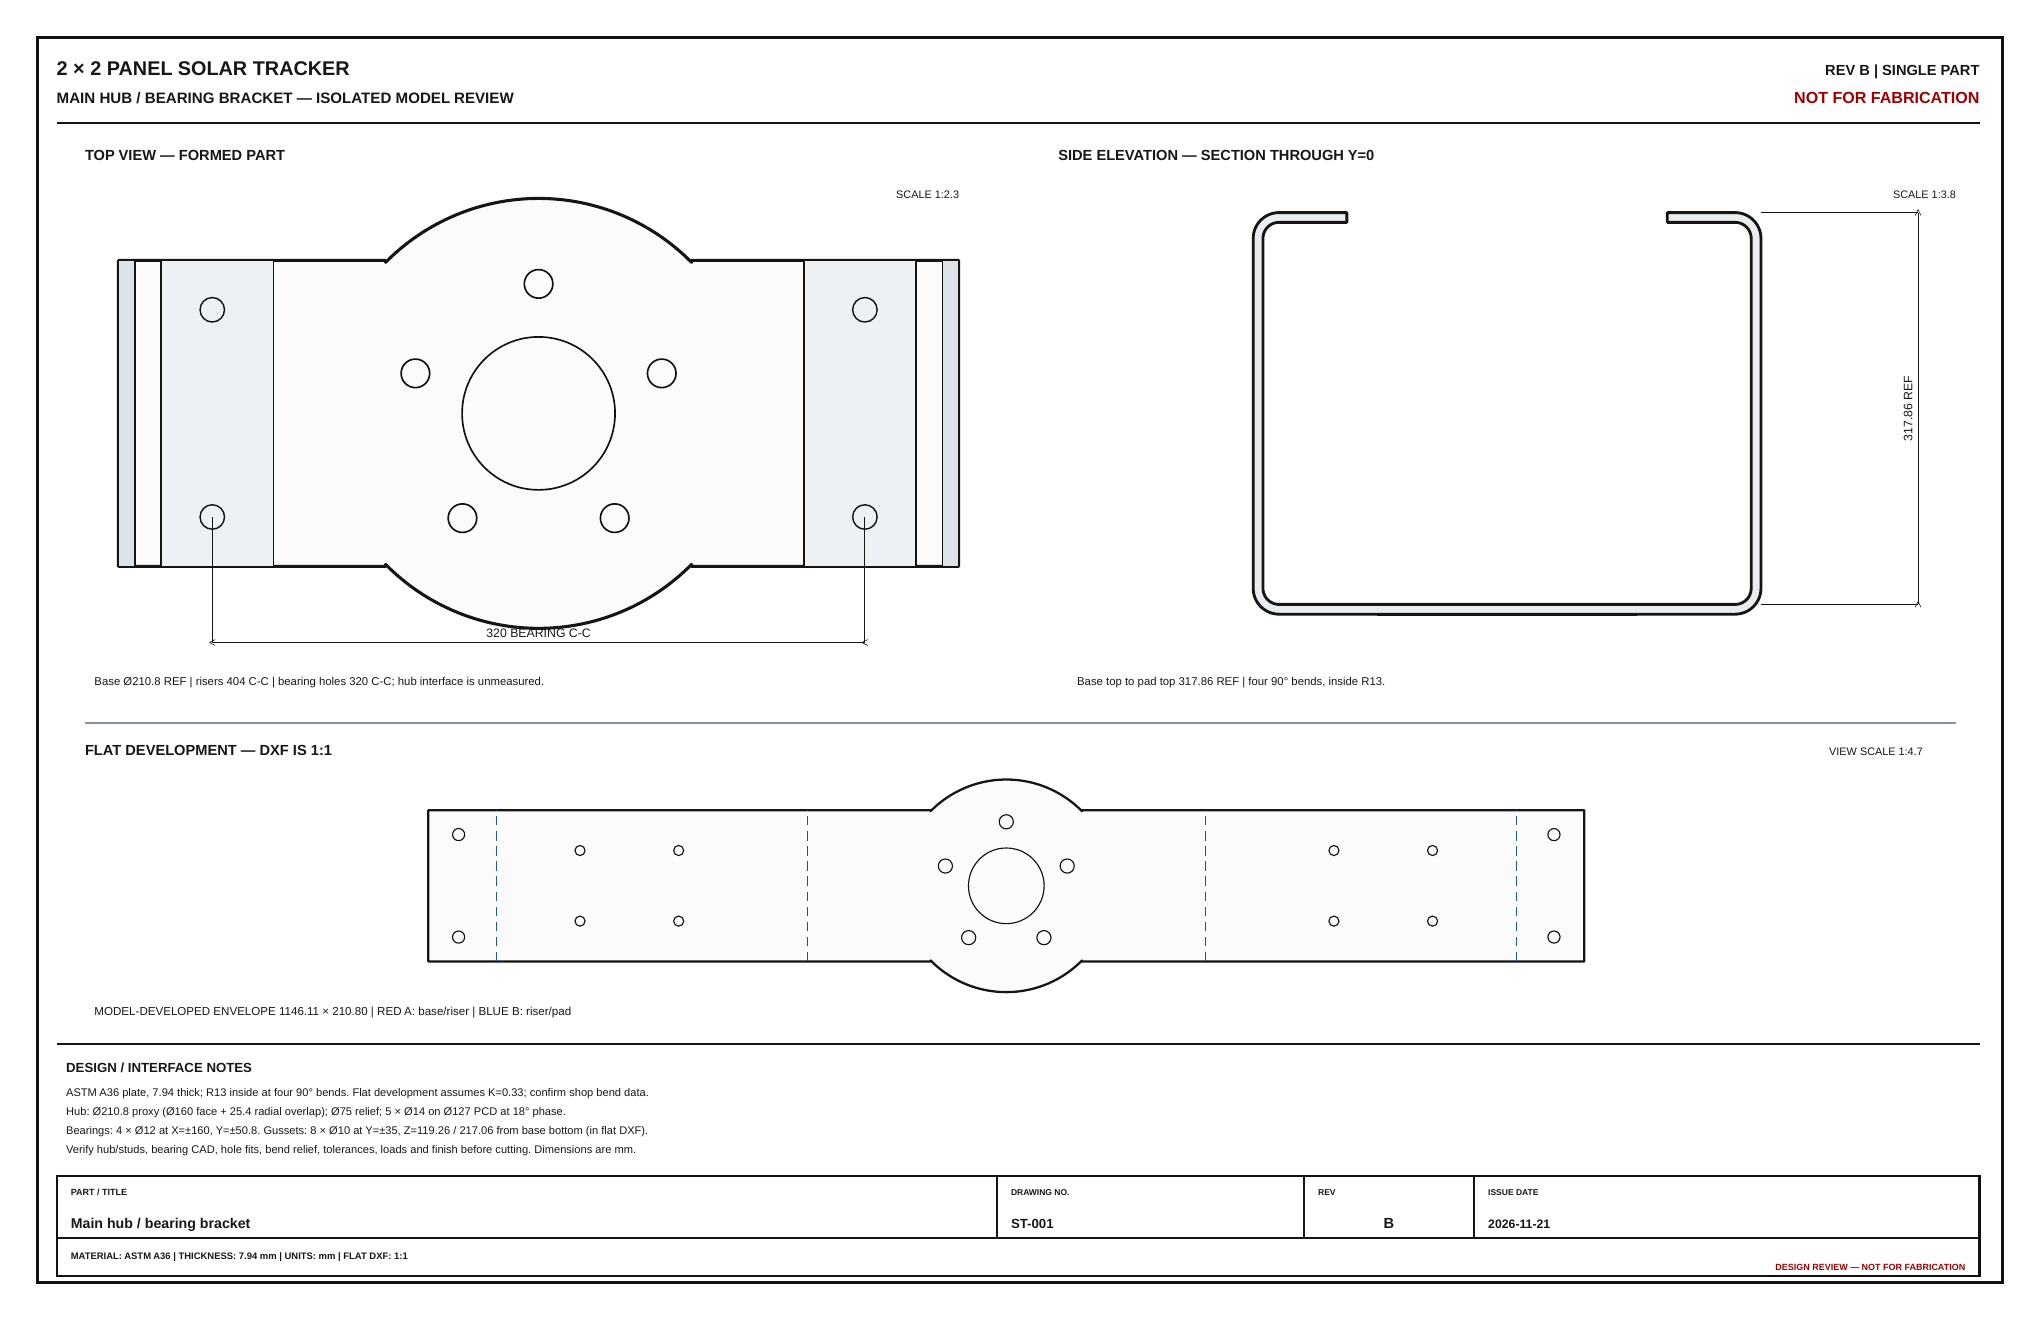 2 × 2 PANEL SOLAR TRACKER
REV B | SINGLE PART
MAIN HUB / BEARING BRACKET — ISOLATED MODEL REVIEW
NOT FOR FABRICATION
TOP VIEW — FORMED PART
SCALE 1:2.3
320 BEARING C-C
Base Ø210.8 REF | risers 404 C-C | bearing holes 320 C-C; hub interface is unmeasured.
SIDE ELEVATION — SECTION THROUGH Y=0
SCALE 1:3.8
317.86 REF
Base top to pad top 317.86 REF | four 90° bends, inside R13.
FLAT DEVELOPMENT — DXF IS 1:1
VIEW SCALE 1:4.7
MODEL-DEVELOPED ENVELOPE 1146.11 × 210.80 | RED A: base/riser | BLUE B: riser/pad
DESIGN / INTERFACE NOTES
ASTM A36 plate, 7.94 thick; R13 inside at four 90° bends. Flat development assumes K=0.33; confirm shop bend data.
Hub: Ø210.8 proxy (Ø160 face + 25.4 radial overlap); Ø75 relief; 5 × Ø14 on Ø127 PCD at 18° phase.
Bearings: 4 × Ø12 at X=±160, Y=±50.8. Gussets: 8 × Ø10 at Y=±35, Z=119.26 / 217.06 from base bottom (in flat DXF).
Verify hub/studs, bearing CAD, hole fits, bend relief, tolerances, loads and finish before cutting. Dimensions are mm.
PART / TITLE
Main hub / bearing bracket
DRAWING NO.
ST-001
REV
B
ISSUE DATE
2026-11-21
MATERIAL: ASTM A36 | THICKNESS: 7.94 mm | UNITS: mm | FLAT DXF: 1:1
DESIGN REVIEW — NOT FOR FABRICATION